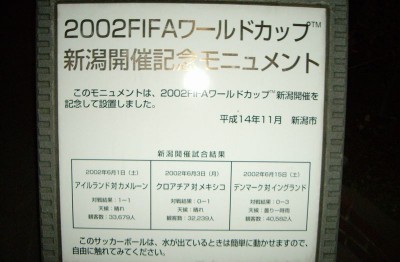 2002FIFAワールドカップ™
新潟開催記念モニュメント
このモニュメントは、2002FIFAワールドカップ™新潟開催を
記念して設置しました。
平成14年11月 新潟市
新潟開催試合結果
2002年6月1日(土)
アイルランド対カメルーン
対戦結果:1−1
天候:晴れ
観客数:33,679人
2002年6月3日(月)
クロアチア対メキシコ
対戦結果:0−1
天候:晴れ
観客数:32,239人
2002年6月15日(土)
デンマーク対イングランド
対戦結果:0−3
天候:曇り一時雨
観客数:40,582人
このサッカーボールは、水が出ているときは簡単に動かせますので、
自由に触れてみてください。